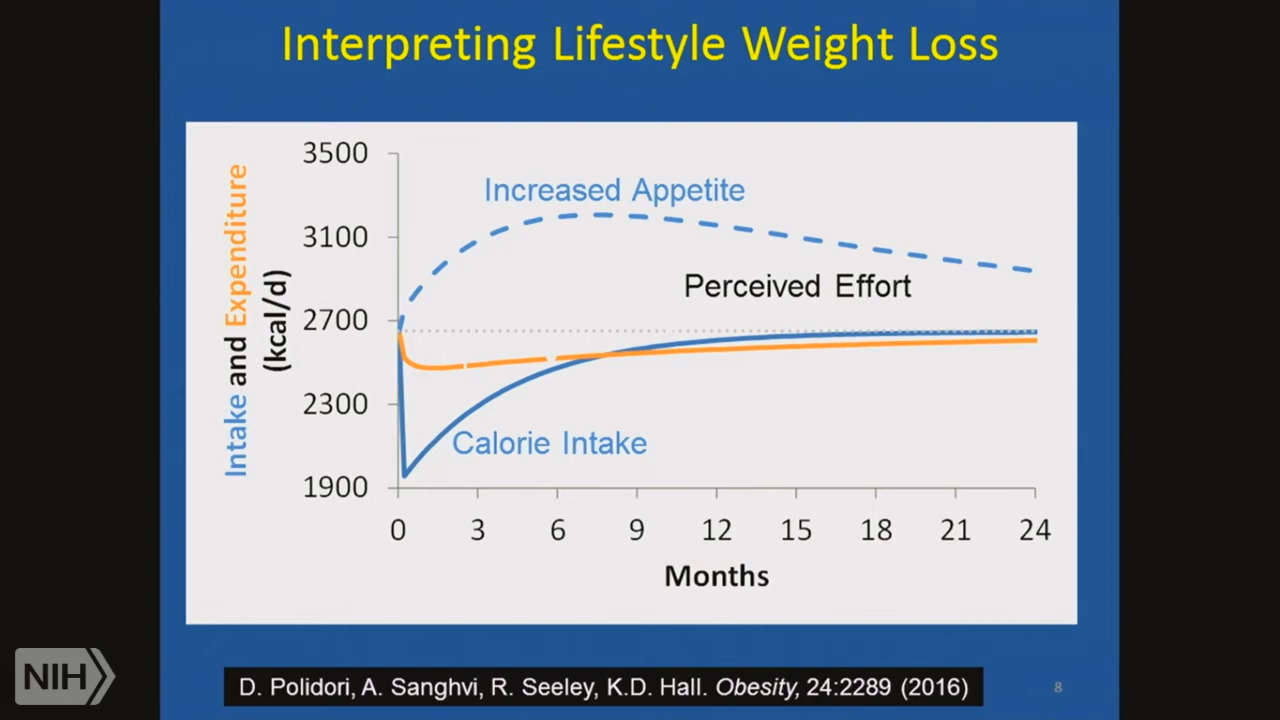 Interpreting Lifestyle Weight Loss
Intake and Expenditure
(kcal/d)
3500
3100
2700
2300
1900
Increased Appetite
Perceived Effort
Calorie Intake
0 3 6 9 12 15 18 21 24
Months
NIH
D. Polidori, A. Sanghvi, R. Seeley, K.D. Hall. Obesity, 24:2289 (2016)
8